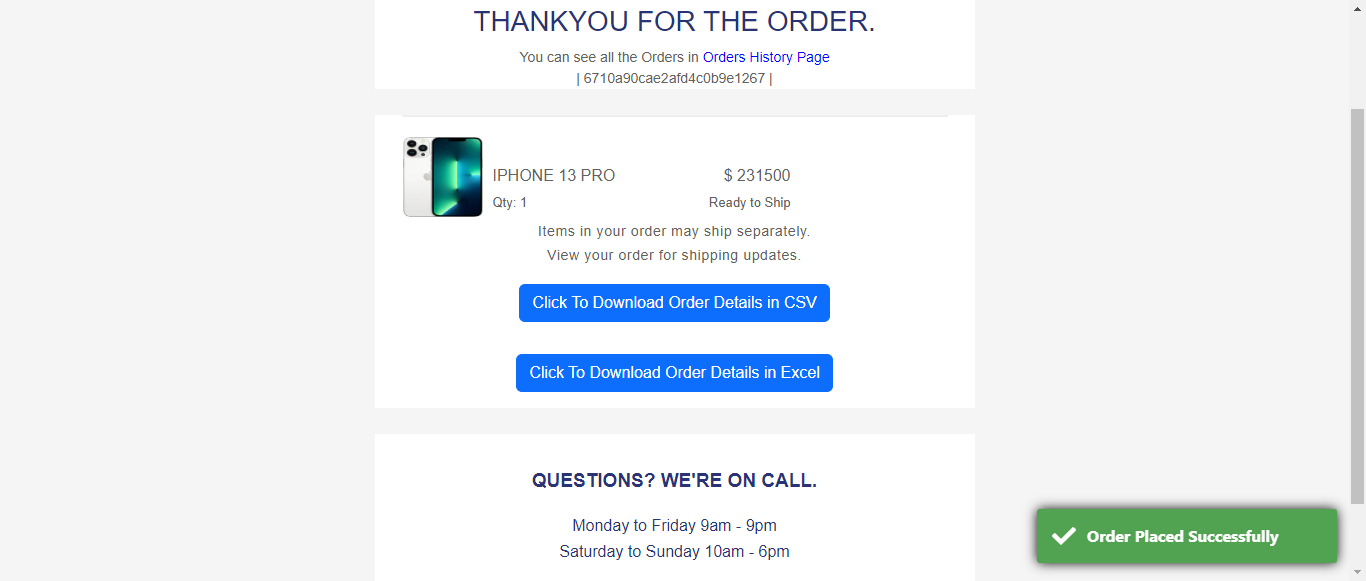 THANKYOU FOR THE ORDER.
You can see all the Orders in Orders History Page
| 6710a90cae2afd4c0b9e1267 |
IPHONE 13 PRO
$ 231500
Qty: 1
Ready to Ship
Items in your order may ship separately.
View your order for shipping updates.
Click To Download Order Details in CSV
Click To Download Order Details in Excel
QUESTIONS? WE'RE ON CALL.
Monday to Friday 9am - 9pm
Saturday to Sunday 10am - 6pm
Order Placed Successfully